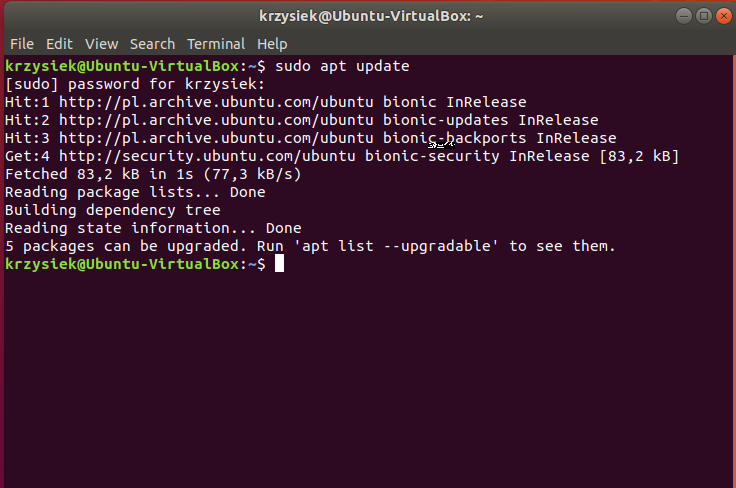 krzysiek@Ubuntu-VirtualBox: ~
File Edit View Search Terminal Help
krzysiek@Ubuntu-VirtualBox:~$ sudo apt update
[sudo] password for krzysiek:
Hit:1 http://pl.archive.ubuntu.com/ubuntu bionic InRelease
Hit:2 http://pl.archive.ubuntu.com/ubuntu bionic-updates InRelease
Hit:3 http://pl.archive.ubuntu.com/ubuntu bionic-backports InRelease
Get:4 http://security.ubuntu.com/ubuntu bionic-security InRelease [83,2 kB]
Fetched 83,2 kB in 1s (77,3 kB/s)
Reading package lists... Done
Building dependency tree
Reading state information... Done
5 packages can be upgraded. Run 'apt list --upgradable' to see them.
krzysiek@Ubuntu-VirtualBox:~$